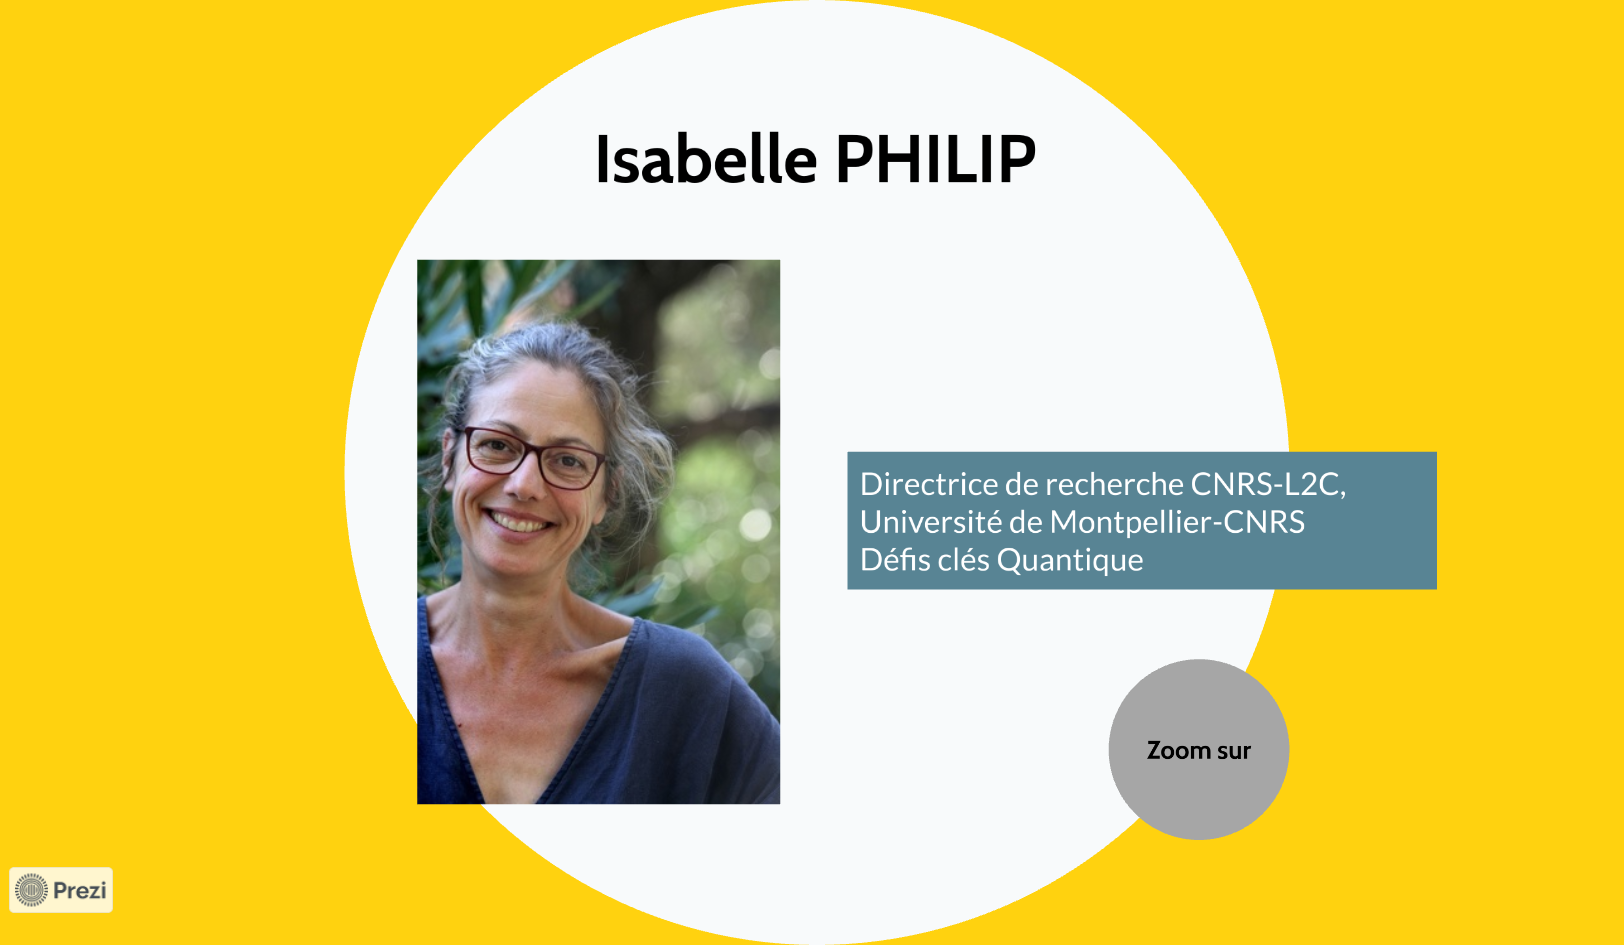 Isabelle PHILIP
Directrice de recherche CNRS-L2C,
Université de Montpellier-CNRS
Défis clés Quantique
Zoom sur
Prezi